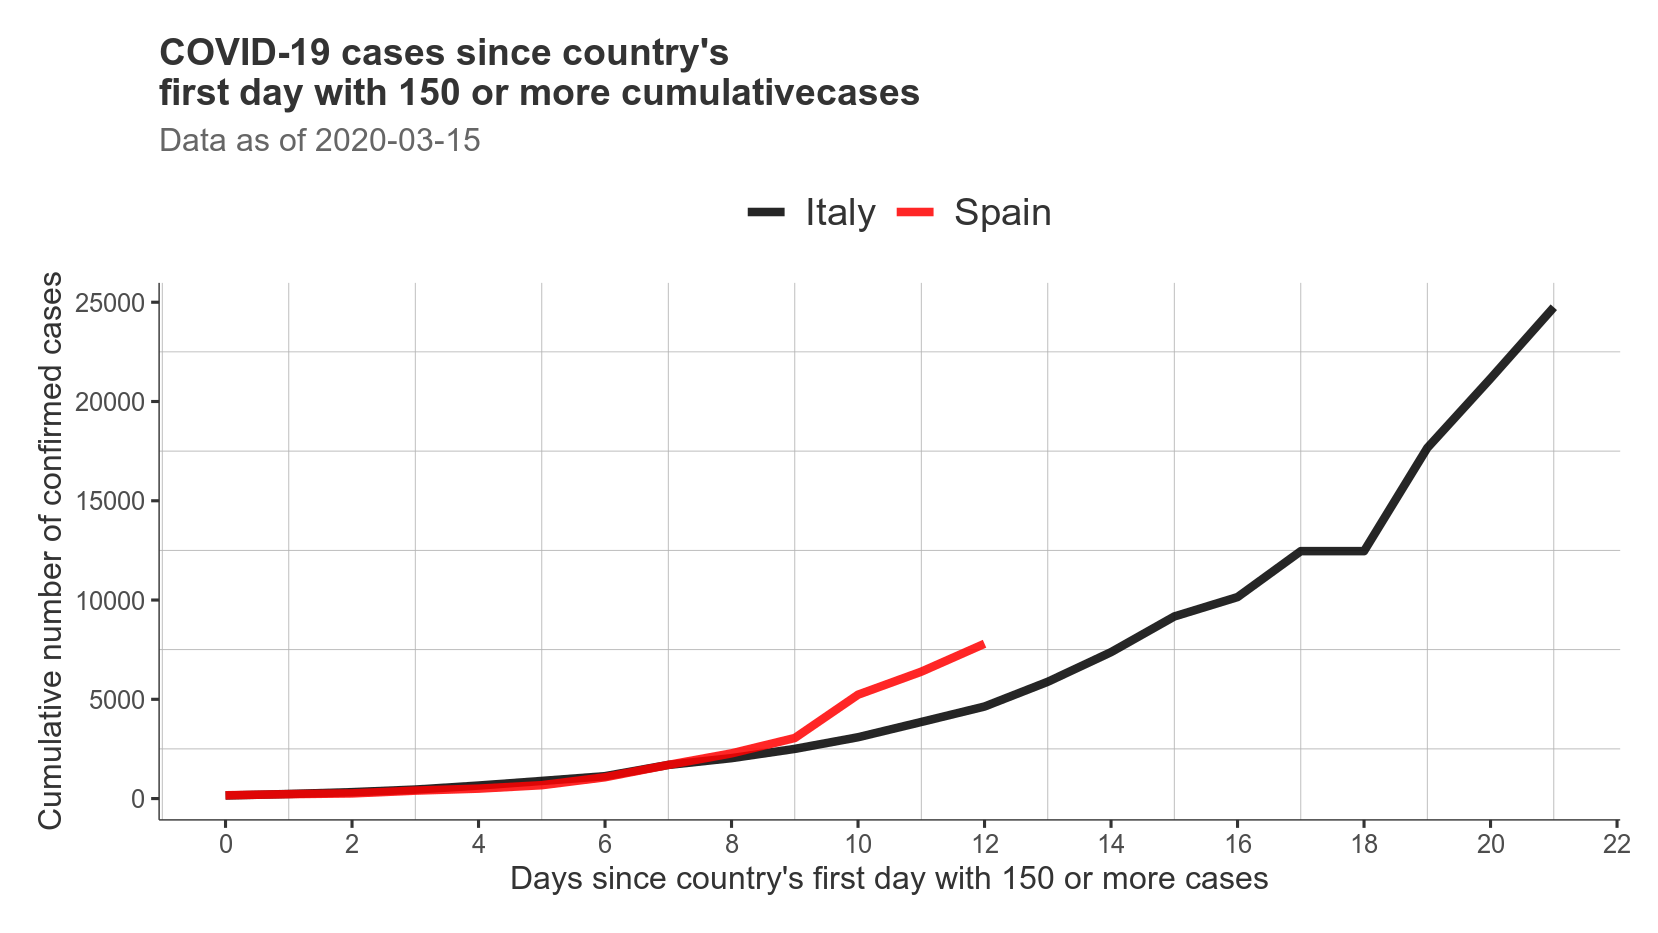 COVID-19 cases since country's
first day with 150 or more cumulativecases
Data as of 2020-03-15
Italy Spain
Cumulative number of confirmed cases
25000
20000
15000
10000
5000
0
0 2 4 6 8 10 12 14 16 18 20 22
Days since country's first day with 150 or more cases